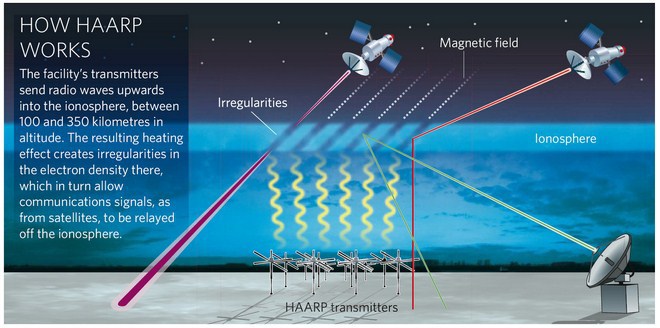 HOW HAARP
WORKS
The facility's transmitters
send radio waves upwards
into the ionosphere, between
100 and 350 kilometres in
altitude. The resulting heating
effect creates irregularities in
the electron density there,
which in turn allow
communications signals, as
from satellites, to be relayed
off the ionosphere.
Magnetic field
Irregularities
Ionosphere
HAARP transmitters